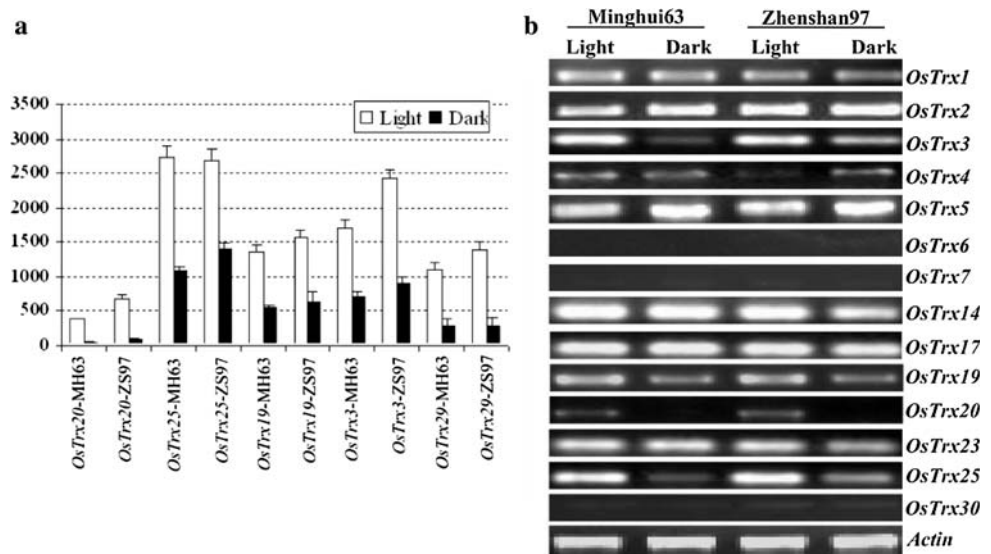 a
3500
3000
2500
2000
1500
1000
500
0
Light Dark
OsTrx20-MH63
OsTrx20-ZS97
OsTrx25-MH63
OsTrx25-ZS97
OsTrx19-MH63
OsTrx19-ZS97
OsTrx3-MH63
OsTrx3-ZS97
OsTrx29-MH63
OsTrx29-ZS97
b
Minghui63 Zhenshan97
Light Dark Light Dark
OsTrx1
OsTrx2
OsTrx3
OsTrx4
OsTrx5
OsTrx6
OsTrx7
OsTrx14
OsTrx17
OsTrx19
OsTrx20
OsTrx23
OsTrx25
OsTrx30
Actin